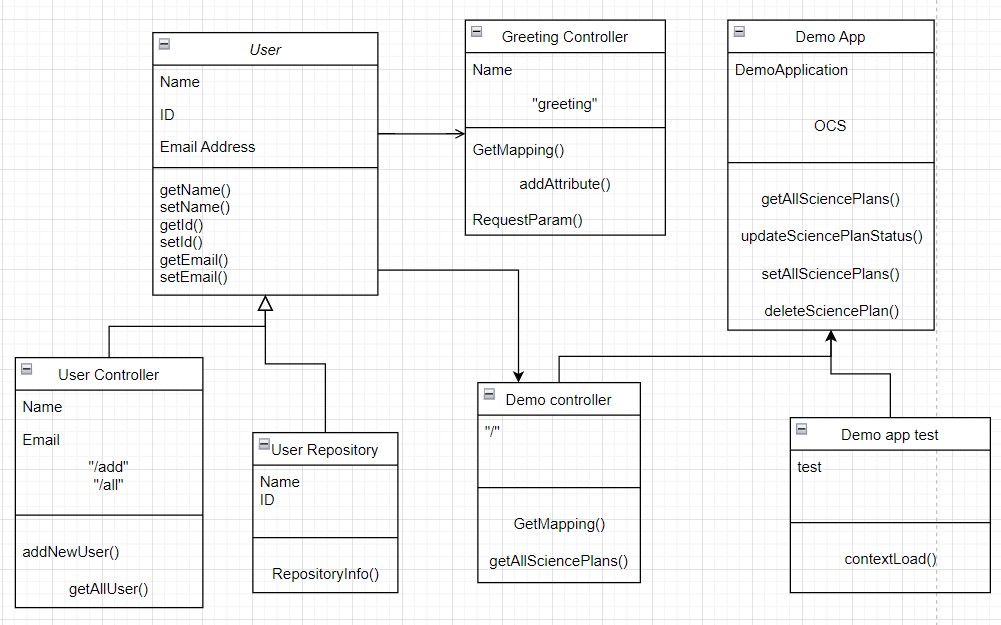 User
Name
ID
Email Address
getName()
setName()
getId()
setId()
getEmail()
setEmail()
Greeting Controller
Name
"greeting"
GetMapping()
addAttribute()
RequestParam()
Demo App
DemoApplication
OCS
getAllSciencePlans()
updateSciencePlanStatus()
setAllSciencePlans()
deleteSciencePlan()
User Controller
Name
Email
"/add"
"/all"
addNewUser()
getAllUser()
User Repository
Name
ID
RepositoryInfo()
Demo controller
"/"
GetMapping()
getAllSciencePlans()
Demo app test
test
contextLoad()